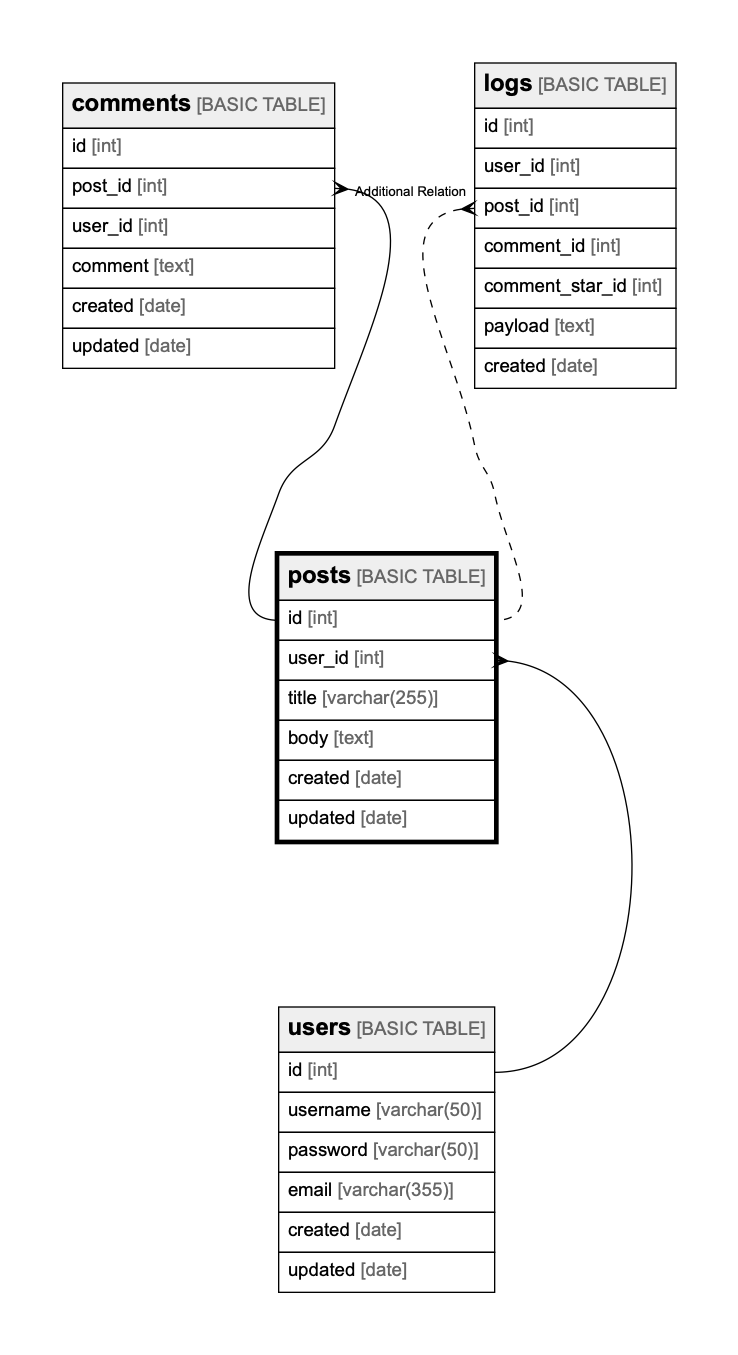 comments [BASIC TABLE]
id [int]
post_id [int]
user_id [int]
comment [text]
created [date]
updated [date]
Additional Relation
logs [BASIC TABLE]
id [int]
user_id [int]
post_id [int]
comment_id [int]
comment_star_id [int]
payload [text]
created [date]
posts [BASIC TABLE]
id [int]
user_id [int]
title [varchar(255)]
body [text]
created [date]
updated [date]
users [BASIC TABLE]
id [int]
username [varchar(50)]
password [varchar(50)]
email [varchar(355)]
created [date]
updated [date]